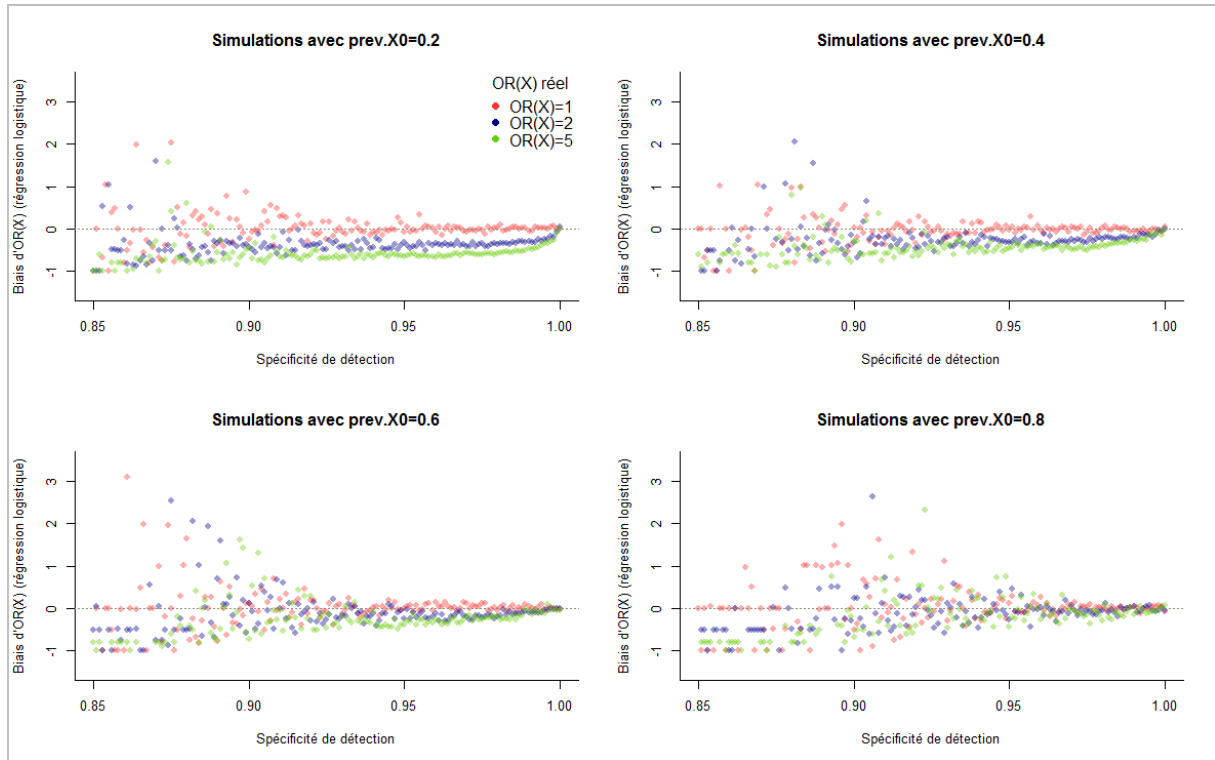 Simulations avec prev.X0=0.2
Biais d'OR(X) (régression logistique)
3
2
1
0
-1
OR(X) réel
OR(X)=1
OR(X)=2
OR(X)=5
0.85 0.90 0.95 1.00
Spécificité de détection
Simulations avec prev.X0=0.4
Biais d'OR(X) (régression logistique)
3
2
1
0
-1
0.85 0.90 0.95 1.00
Spécificité de détection
Simulations avec prev.X0=0.6
Biais d'OR(X) (régression logistique)
3
2
1
0
-1
0.85 0.90 0.95 1.00
Spécificité de détection
Simulations avec prev.X0=0.8
Biais d'OR(X) (régression logistique)
3
2
1
0
-1
0.85 0.90 0.95 1.00
Spécificité de détection